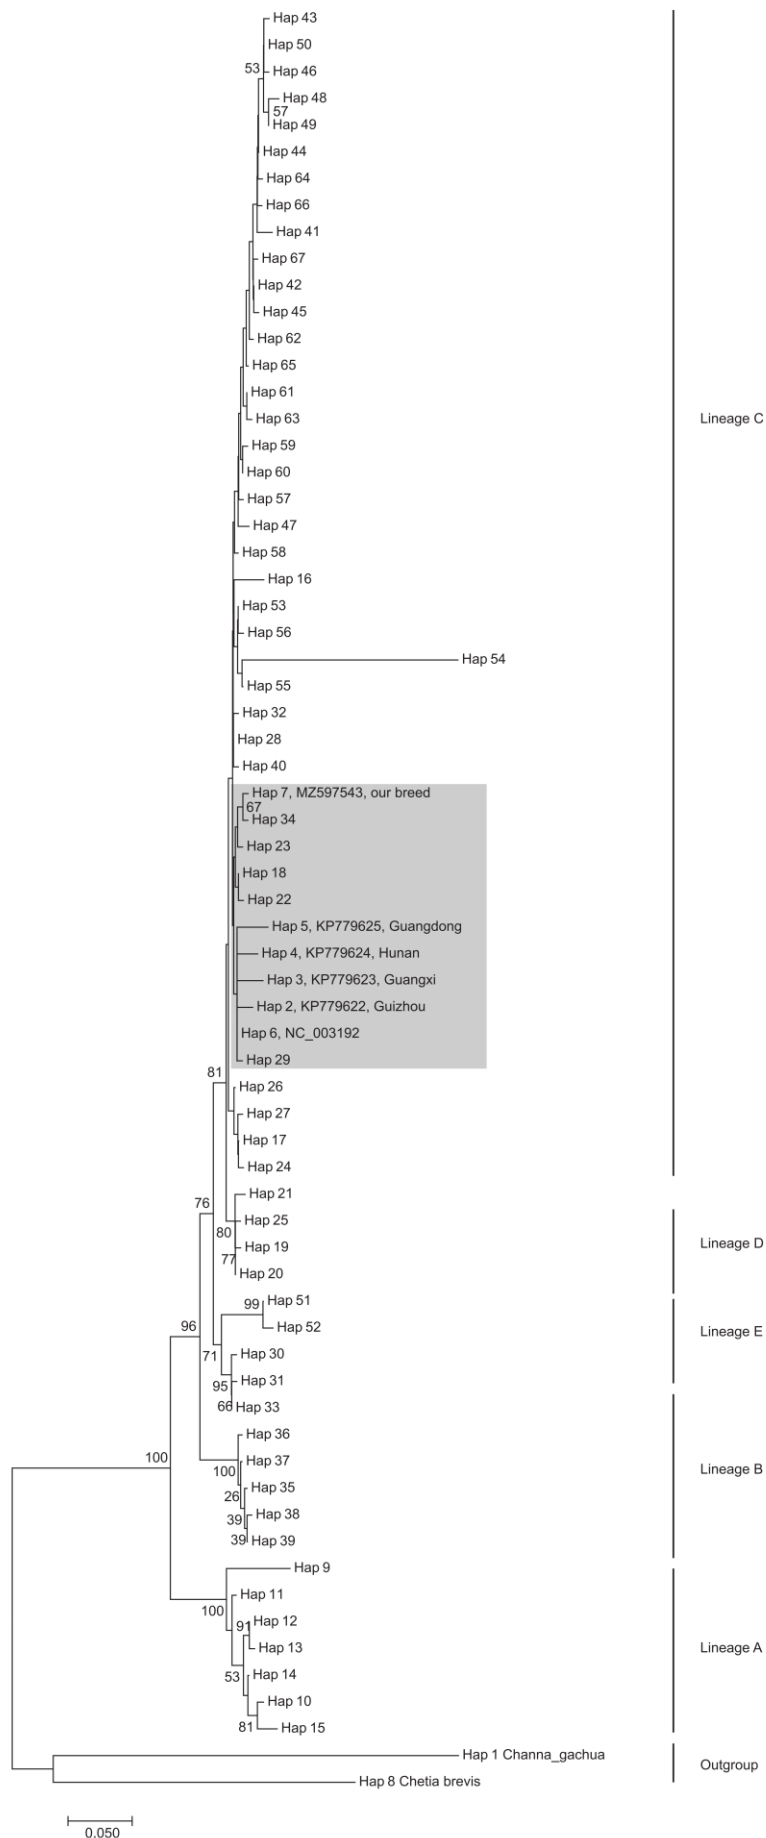 Hap 43
Hap 50
53
Hap 46
Hap 48
57
Hap 49
Hap 44
Hap 64
Hap 66
Hap 41
Hap 67
Hap 42
Hap 45
Hap 62
Hap 65
Hap 61
Hap 63
Lineage C
Hap 59
Hap 60
Hap 57
Hap 47
Hap 58
Hap 16
Hap 53
Hap 56
Hap 54
Hap 55
Hap 32
Hap 28
Hap 40
Hap 7, MZ597543, our breed
67
Hap 34
Hap 23
Hap 18
Hap 22
Hap 5, KP779625, Guangdong
Hap 4, KP779624, Hunan
Hap 3, KP779623, Guangxi
Hap 2, KP779622, Guizhou
Hap 6, NC_003192
Hap 29
81
Hap 26
Hap 27
Hap 17
Hap 24
Hap 21
76
Hap 25
80
Hap 19
Lineage D
77
Hap 20
99
Hap 51
96
Hap 52
Lineage E
71
Hap 30
95
Hap 31
66
Hap 33
Hap 36
100
Hap 37
100
Lineage B
Hap 35
26
Hap 38
39
39
Hap 39
Hap 9
Hap 11
100
91
Hap 12
Hap 13
Lineage A
53
Hap 14
Hap 10
81
Hap 15
Hap 1 Channa_gachua
Outgroup
Hap 8 Chetia brevis
0.050